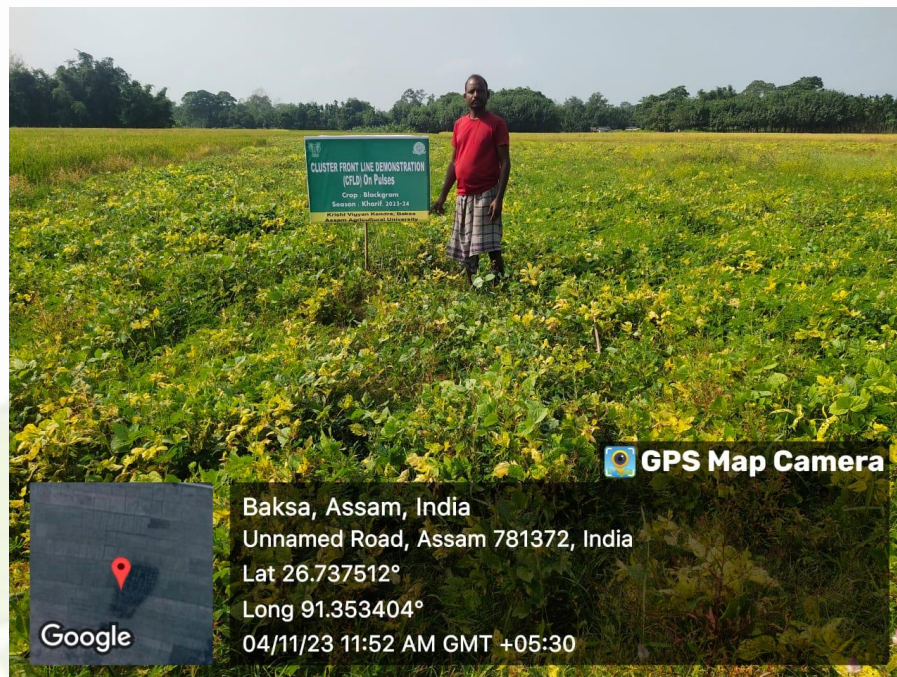 CLUSTER FRONT LINE DEMONSTRATION
(CFLD) On Pulses
Crop : Blackgram
Season : Kharif, 2023-24
Krishi Vigyan Kendra, Baksa
Assam Agricultural University
GPS Map Camera
Baksa, Assam, India
Unnamed Road, Assam 781372, India
Lat 26.737512°
Long 91.353404°
04/11/23 11:52 AM GMT +05:30
Google